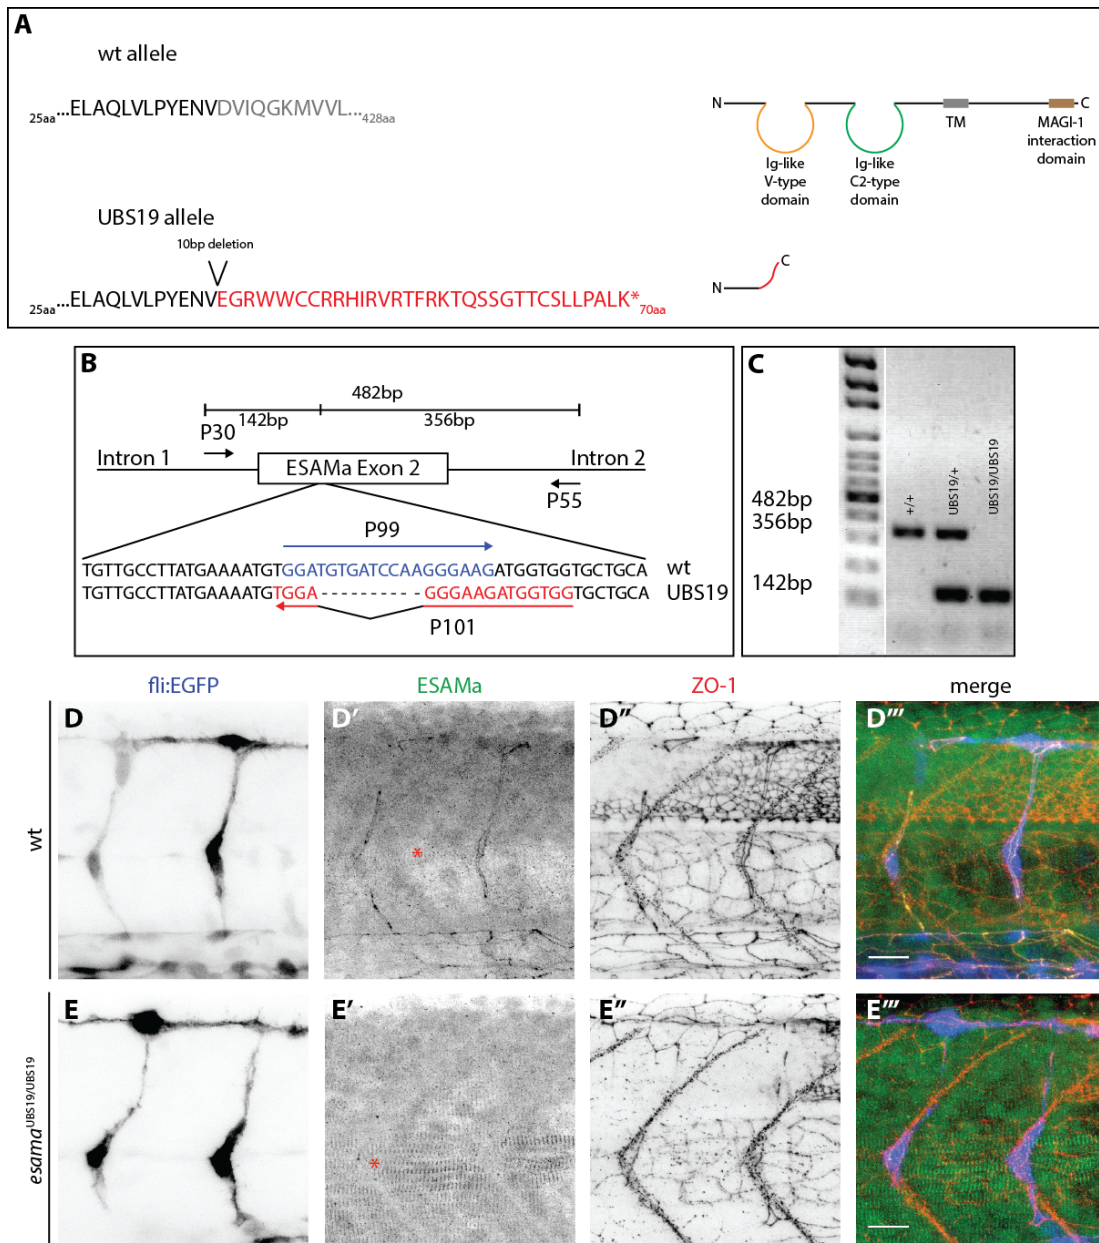 A
wt allele
25aa...ELAQLVLPYENVDVIQGKMVVL...428aa
N
C
TM
Ig-like
V-type
domain
Ig-like
C2-type
domain
MAGI-1
interaction
domain
UBS19 allele
10bp deletion
25aa...ELAQLVLPYENVEGRWWCCRRHIRVRTFRKTQSSGTTCSLLPALK*70aa
N
C
B
482bp
142bp
356bp
P30
Intron 1
ESAMa Exon 2
Intron 2
P55
P99
TGTTGCCTTATGAAAATGTGGATGTGATCCAAGGGAAGATGGTGGTGCTGCA wt
TGTTGCCTTATGAAAATGTGGA----------GGGAAGATGGTGGTGCTGCA UBS19
P101
C
+/+
UBS19/+
UBS19/UBS19
482bp
356bp
142bp
fli:EGFP
ESAMa
ZO-1
merge
wt
D
D′
*
D″
D‴
esama UBS19/UBS19
E
E′
*
E″
E‴